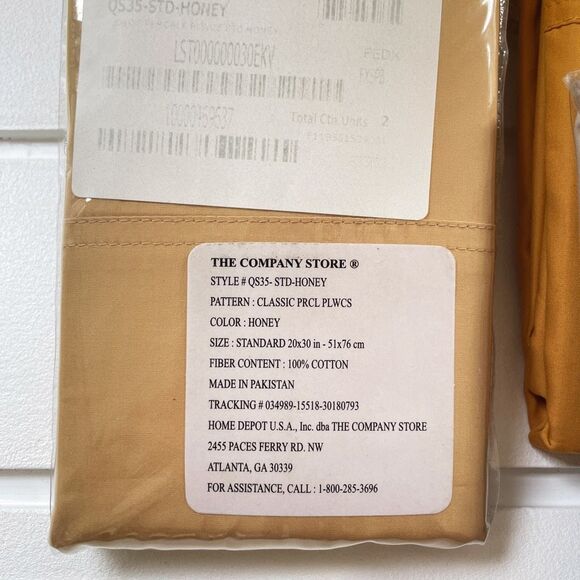 QS35-STD-HONEY
LST000000030EKV
FEDX
Total Ctn Units 2
THE COMPANY STORE ®
STYLE # QS35- STD-HONEY
PATTERN : CLASSIC PRCL PLWCS
COLOR : HONEY
SIZE : STANDARD 20x30 in - 51x76 cm
FIBER CONTENT : 100% COTTON
MADE IN PAKISTAN
TRACKING # 034989-15518-30180793
HOME DEPOT U.S.A., Inc. dba THE COMPANY STORE
2455 PACES FERRY RD. NW
ATLANTA, GA 30339
FOR ASSISTANCE, CALL : 1-800-285-3696